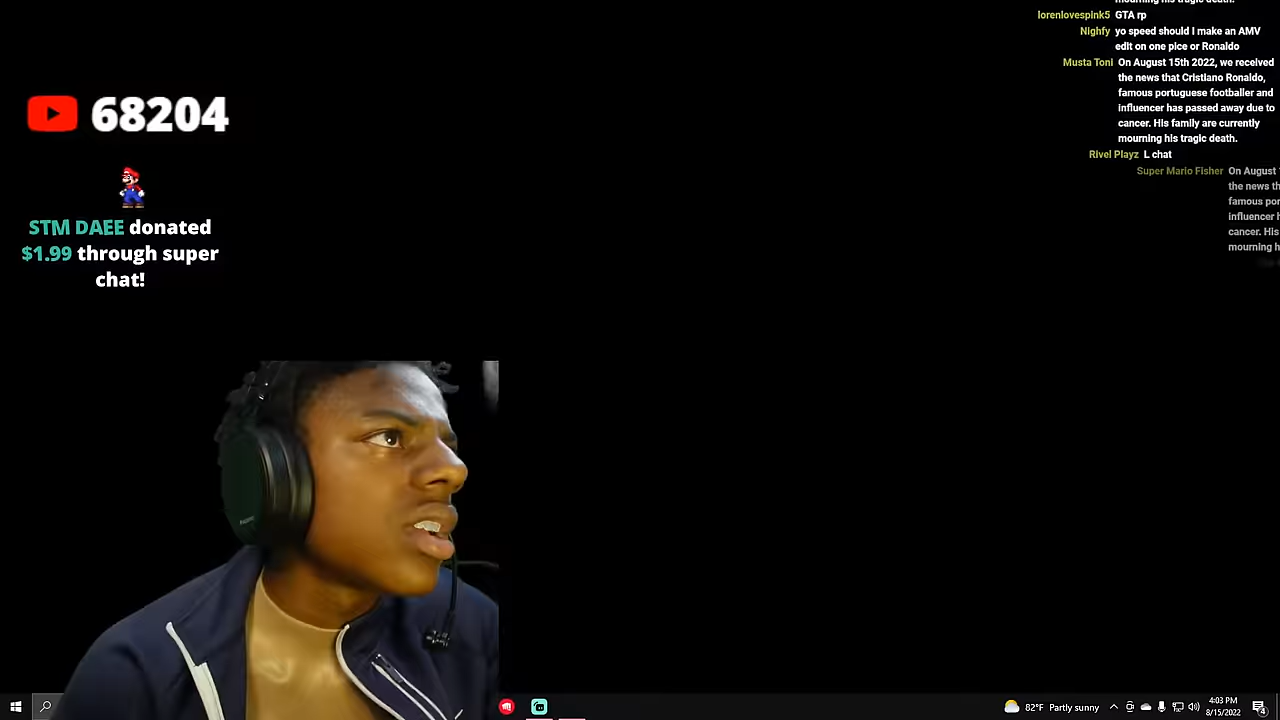 mourning his tragic death.
lorenlovespink5 GTA rp
Nighfy yo speed should I make an AMV
edit on one pice or Ronaldo
Musta Toni On August 15th 2022, we received
the news that Cristiano Ronaldo,
famous portuguese footballer and
influencer has passed away due to
cancer. His family are currently
mourning his tragic death.
Rivel Playz L chat
Super Mario Fisher On August
the news th
famous por
influencer h
cancer. His
mourning h
68204
STM DAEE donated
$1.99 through super
chat!
82°F Partly sunny
4:03 PM
8/15/2022